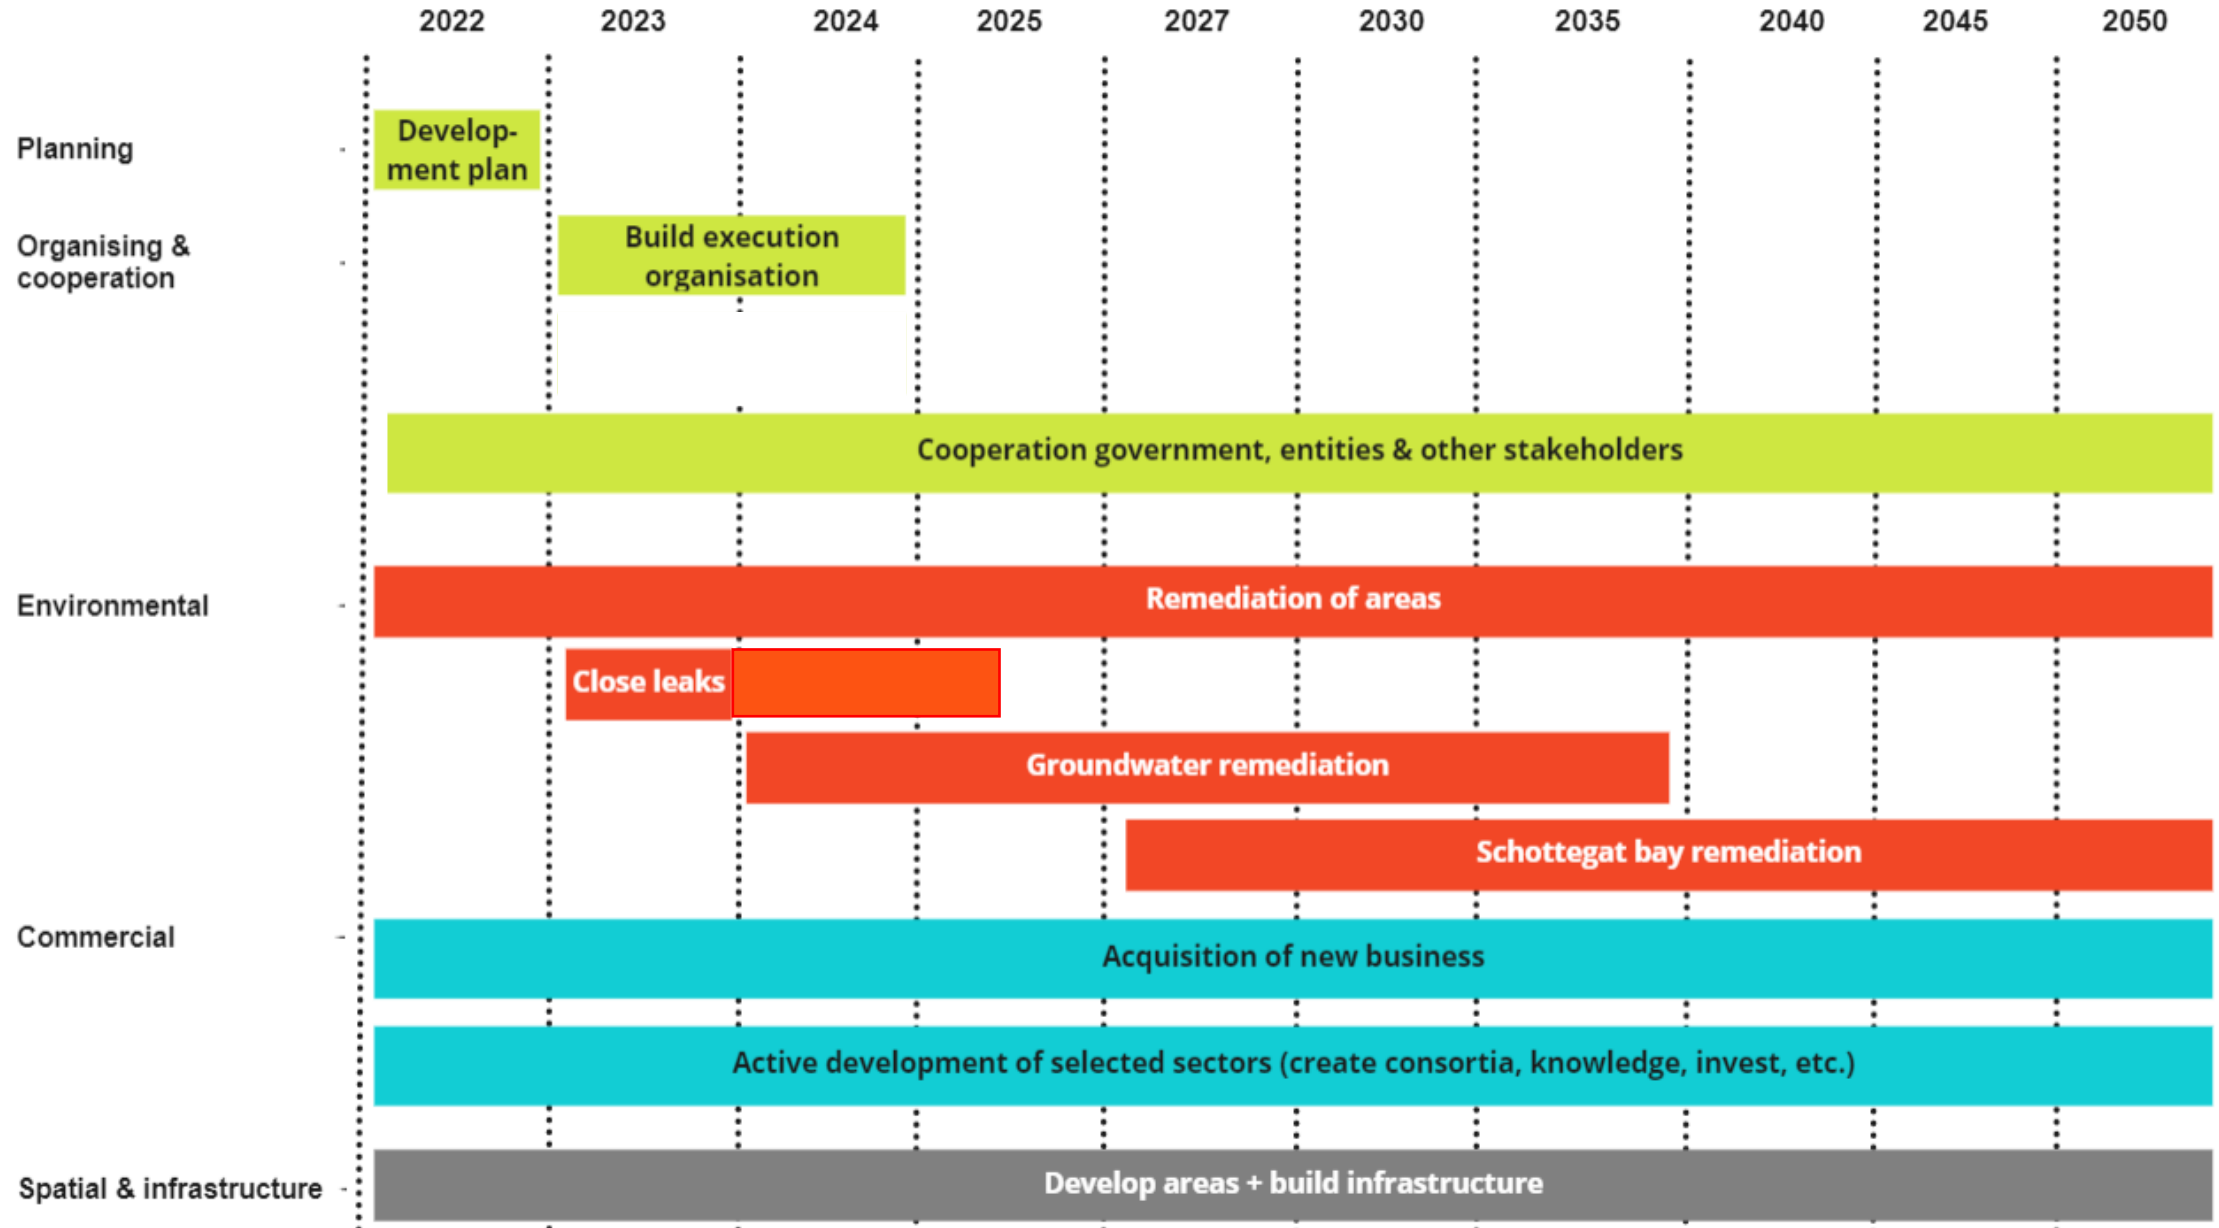 2022 2023 2024 2025 2027 2030 2035 2040 2045 2050
Planning
Develop-
ment plan
Organising &
cooperation
Build execution
organisation
Cooperation government, entities & other stakeholders
Environmental
Remediation of areas
Close leaks
Groundwater remediation
Schottegat bay remediation
Commercial
Acquisition of new business
Active development of selected sectors (create consortia, knowledge, invest, etc.)
Spatial & infrastructure
Develop areas + build infrastructure